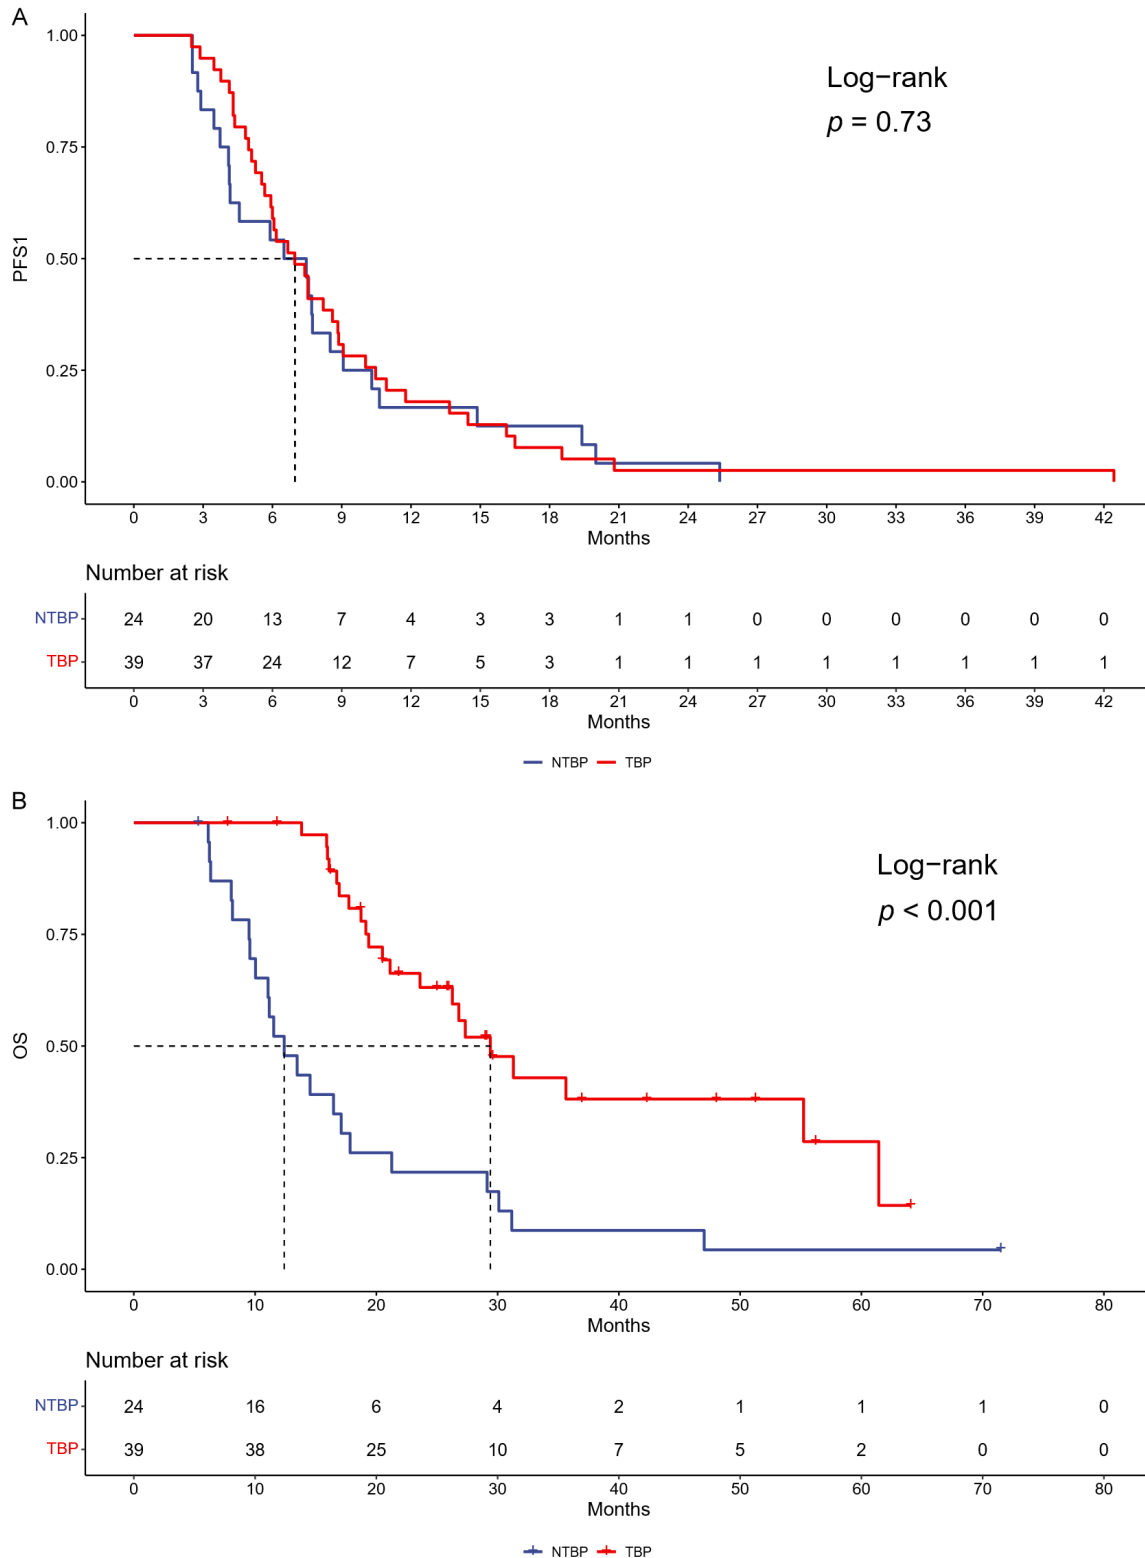 A
Log-rank
p = 0.73
PFS1
1.00
0.75
0.50
0.25
0.00
0 3 6 9 12 15 18 21 24 27 30 33 36 39 42
Months
Number at risk
NTBP 24 20 13 7 4 3 3 1 1 0 0 0 0 0 0
TBP 39 37 24 12 7 5 3 1 1 1 1 1 1 1 1
0 3 6 9 12 15 18 21 24 27 30 33 36 39 42
Months
NTBP TBP
B
Log-rank
p < 0.001
OS
1.00
0.75
0.50
0.25
0.00
0 10 20 30 40 50 60 70 80
Months
Number at risk
NTBP 24 16 6 4 2 1 1 1 0
TBP 39 38 25 10 7 5 2 0 0
0 10 20 30 40 50 60 70 80
Months
NTBP TBP